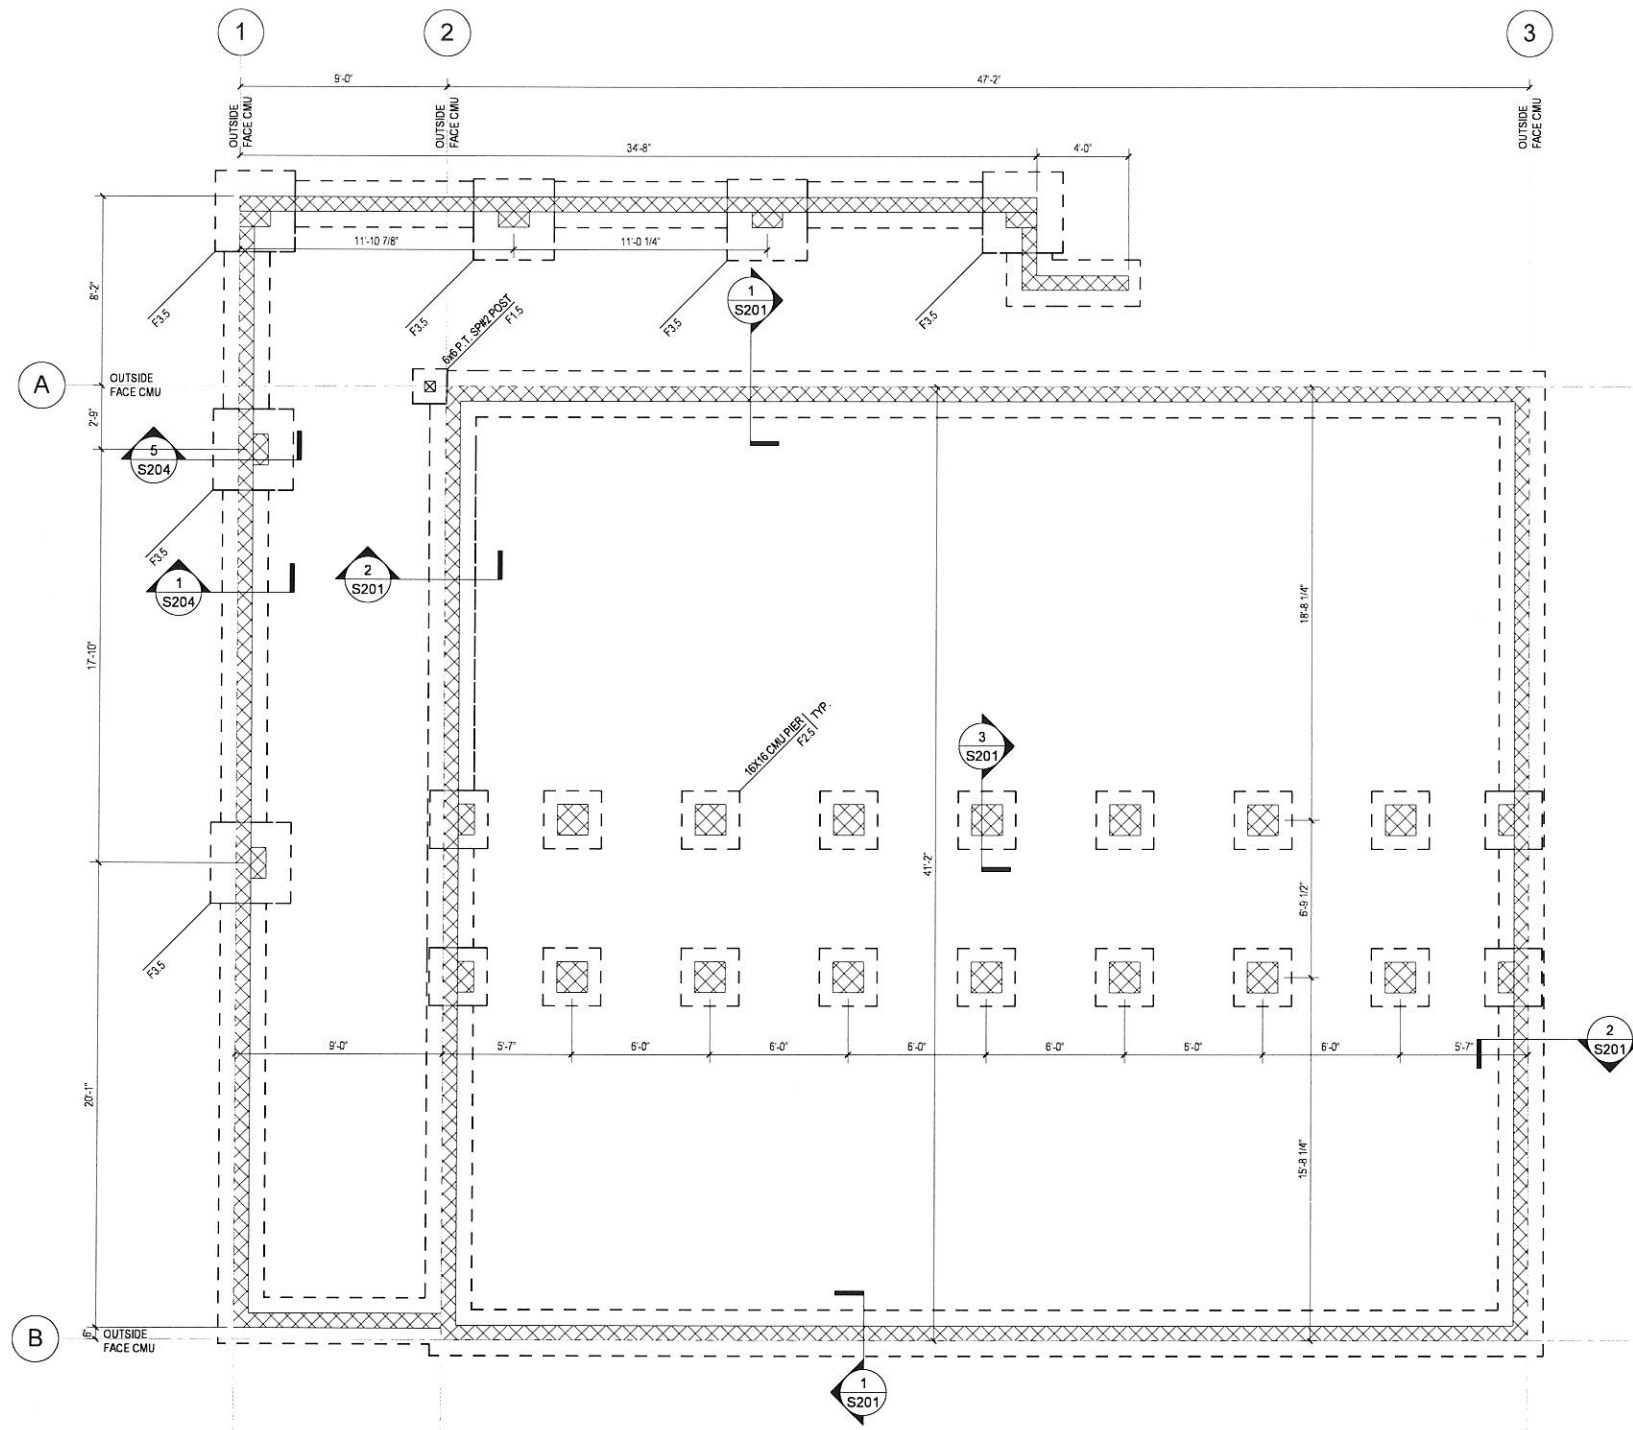 1
2
3
9'-0"
47'-2"
OUTSIDE
FACE CMU
OUTSIDE
FACE CMU
OUTSIDE
FACE CMU
34'-8"
4'-0"
11'-10 7/8"
11'-0 1/4"
8'-2"
F3.5
F3.5
F3.5
F3.5
1
S201
6x6 P.T. SP#2 POST
F1.5
A
OUTSIDE
FACE CMU
2'-9"
5
S204
F3.5
1
S204
2
S201
18'-8 1/4"
17'-10"
16X16 CMU PIER
F2.5
TYP.
3
S201
41'-2"
6'-9 1/2"
F3.5
9'-0"
5'-7"
6'-0"
6'-0"
6'-0"
6'-0"
6'-0"
5'-7"
2
S201
20'-1"
15'-8 1/4"
6"
B
OUTSIDE
FACE CMU
1
S201